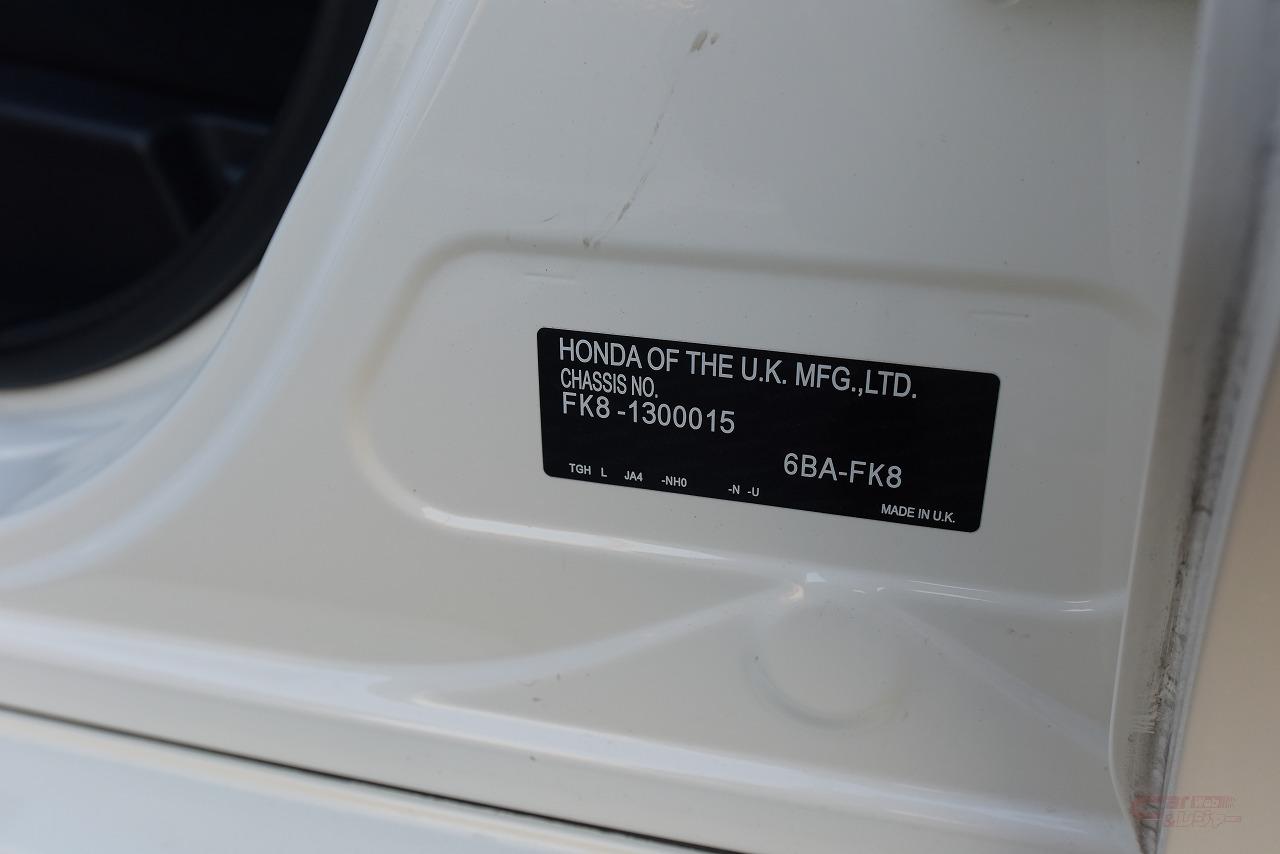 HONDA OF THE U.K. MFG.,LTD.
CHASSIS NO.
FK8 -1300015
6BA-FK8
TGH L JA4 -NH0 -N -U
MADE IN U.K.